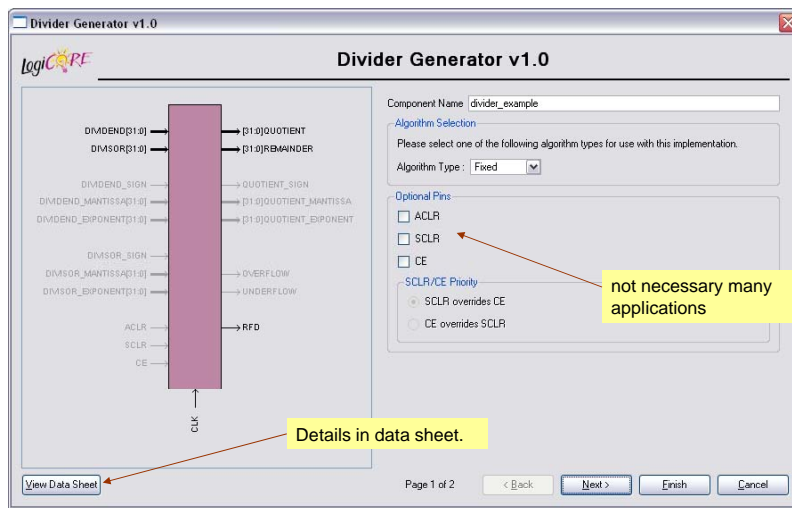 Divider Generator v1.0
LogiCORE
Divider Generator v1.0
DIVIDEND[31:0]
DIVISOR[31:0]
DIVIDEND_SIGN
DIVIDEND_MANTISSA[31:0]
DIVIDEND_EXPONENT[31:0]
DIVISOR_SIGN
DIVISOR_MANTISSA[31:0]
DIVISOR_EXPONENT[31:0]
ACLR
SCLR
CE
[31:0]QUOTIENT
[31:0]REMAINDER
QUOTIENT_SIGN
[31:0]QUOTIENT_MANTISSA
[31:0]QUOTIENT_EXPONENT
OVERFLOW
UNDERFLOW
RFD
CLK
Component Name divider_example
Algorithm Selection
Please select one of the following algorithm types for use with this implementation.
Algorithm Type : Fixed
Optional Pins
ACLR
SCLR
CE
SCLR/CE Priority
SCLR overrides CE
CE overrides SCLR
not necessary many
applications
Details in data sheet.
View Data Sheet
Page 1 of 2
< Back
Next >
Finish
Cancel